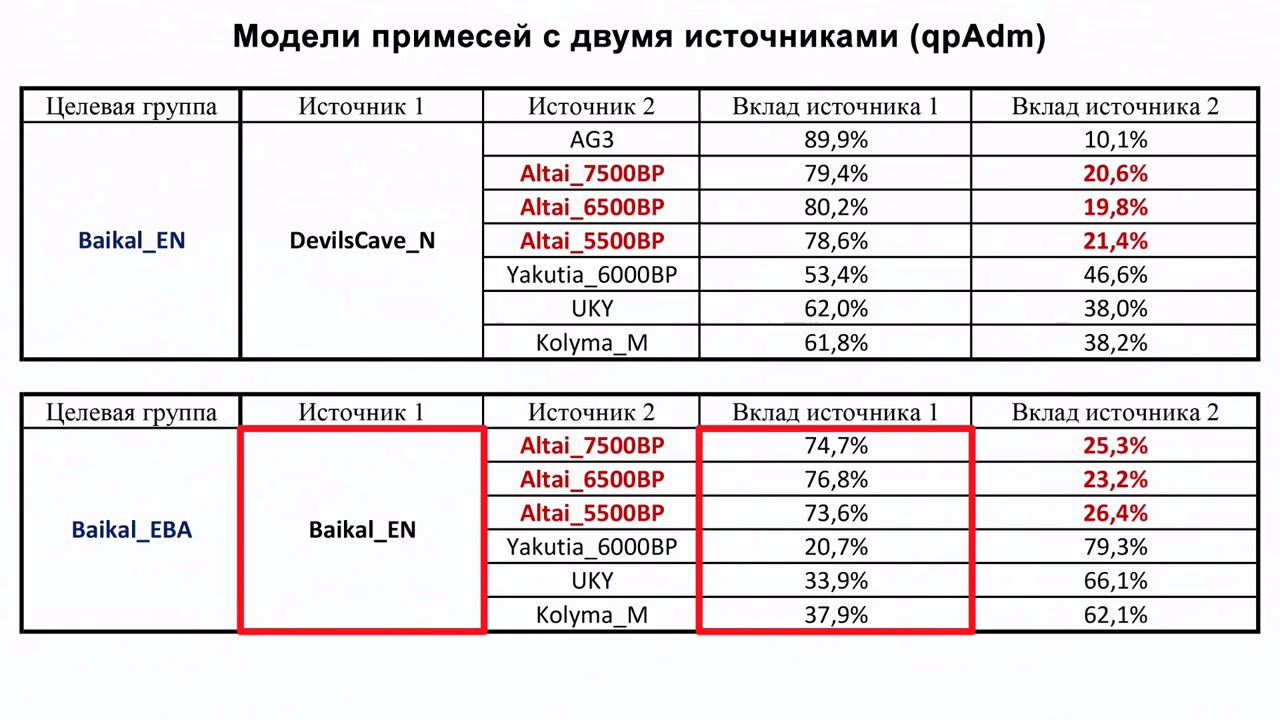 Модели примесей с двумя источниками (qpAdm)
Целевая группа Источник 1 Источник 2 Вклад источника 1 Вклад источника 2
AG3 89,9% 10,1%
Altai_7500BP 79,4% 20,6%
Altai_6500BP 80,2% 19,8%
Baikal_EN DevilsCave_N Altai_5500BP 78,6% 21,4%
Yakutia_6000BP 53,4% 46,6%
UKY 62,0% 38,0%
Kolyma_M 61,8% 38,2%
Целевая группа Источник 1 Источник 2 Вклад источника 1 Вклад источника 2
Altai_7500BP 74,7% 25,3%
Altai_6500BP 76,8% 23,2%
Altai_5500BP 73,6% 26,4%
Baikal_EBA Baikal_EN Yakutia_6000BP 20,7% 79,3%
UKY 33,9% 66,1%
Kolyma_M 37,9% 62,1%